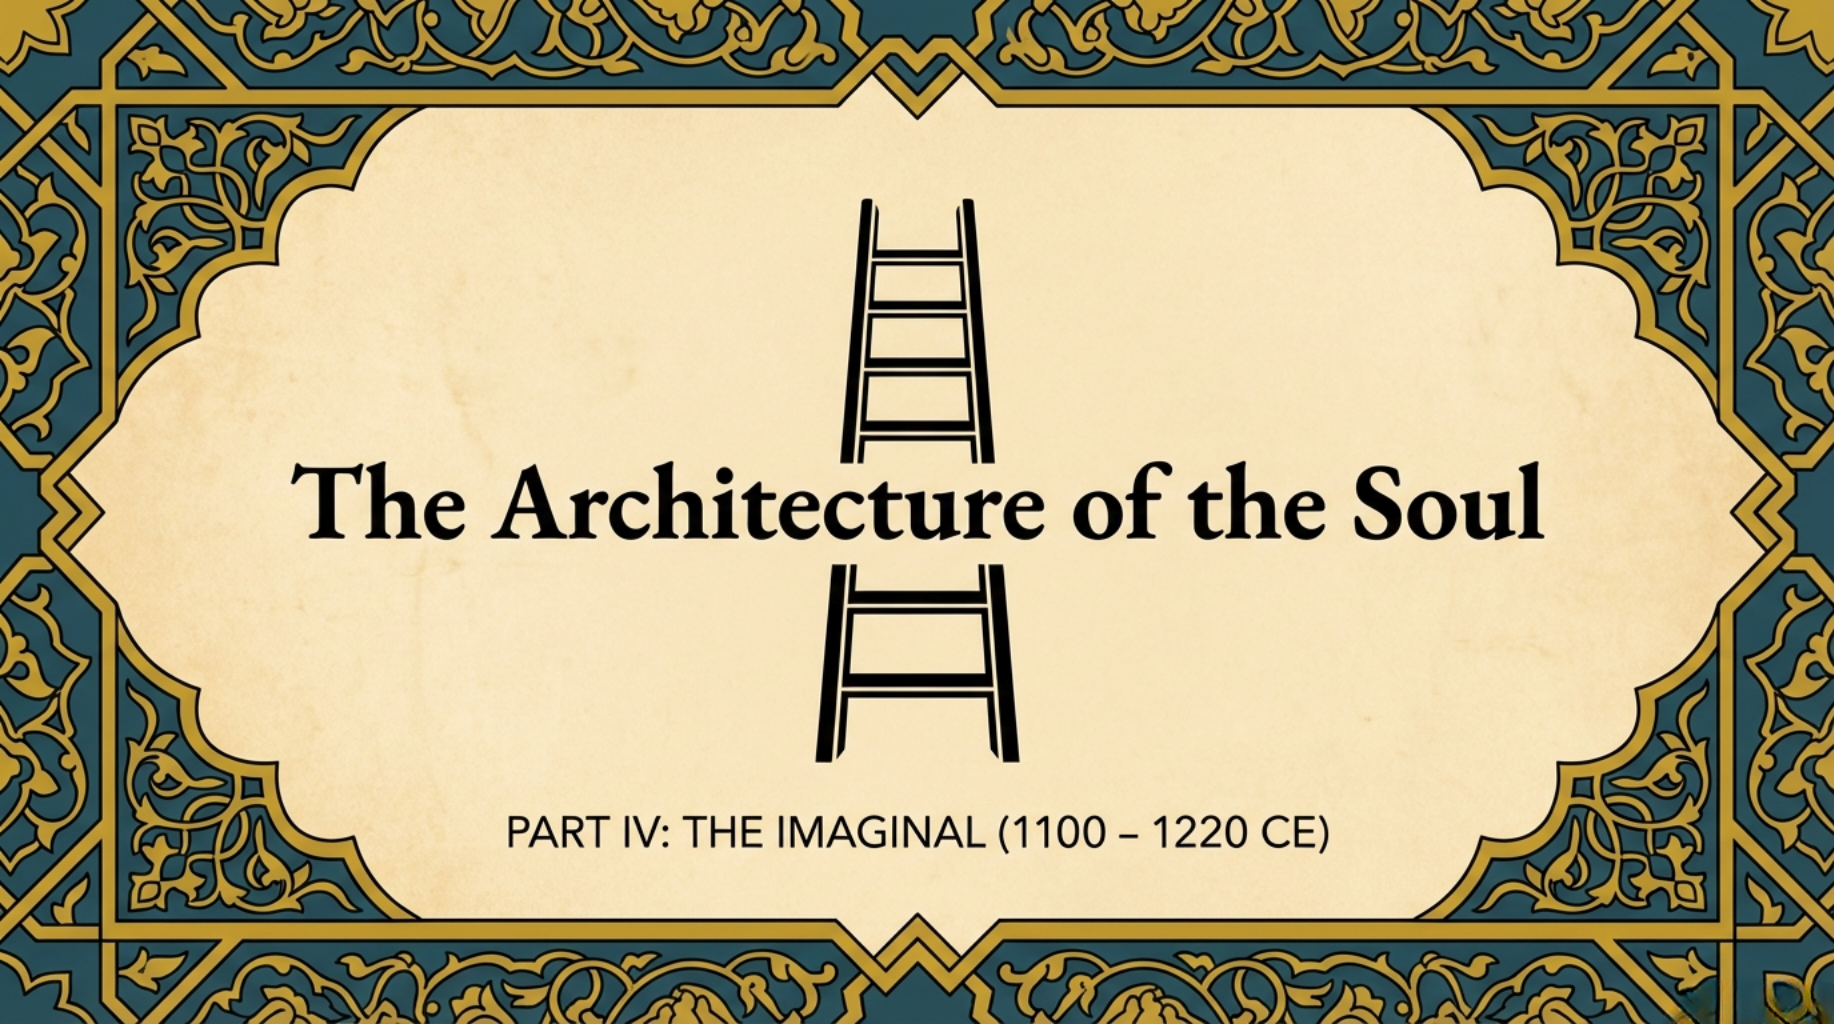 The Architecture of the Soul
PART IV: THE IMAGINAL (1100 – 1220 CE)